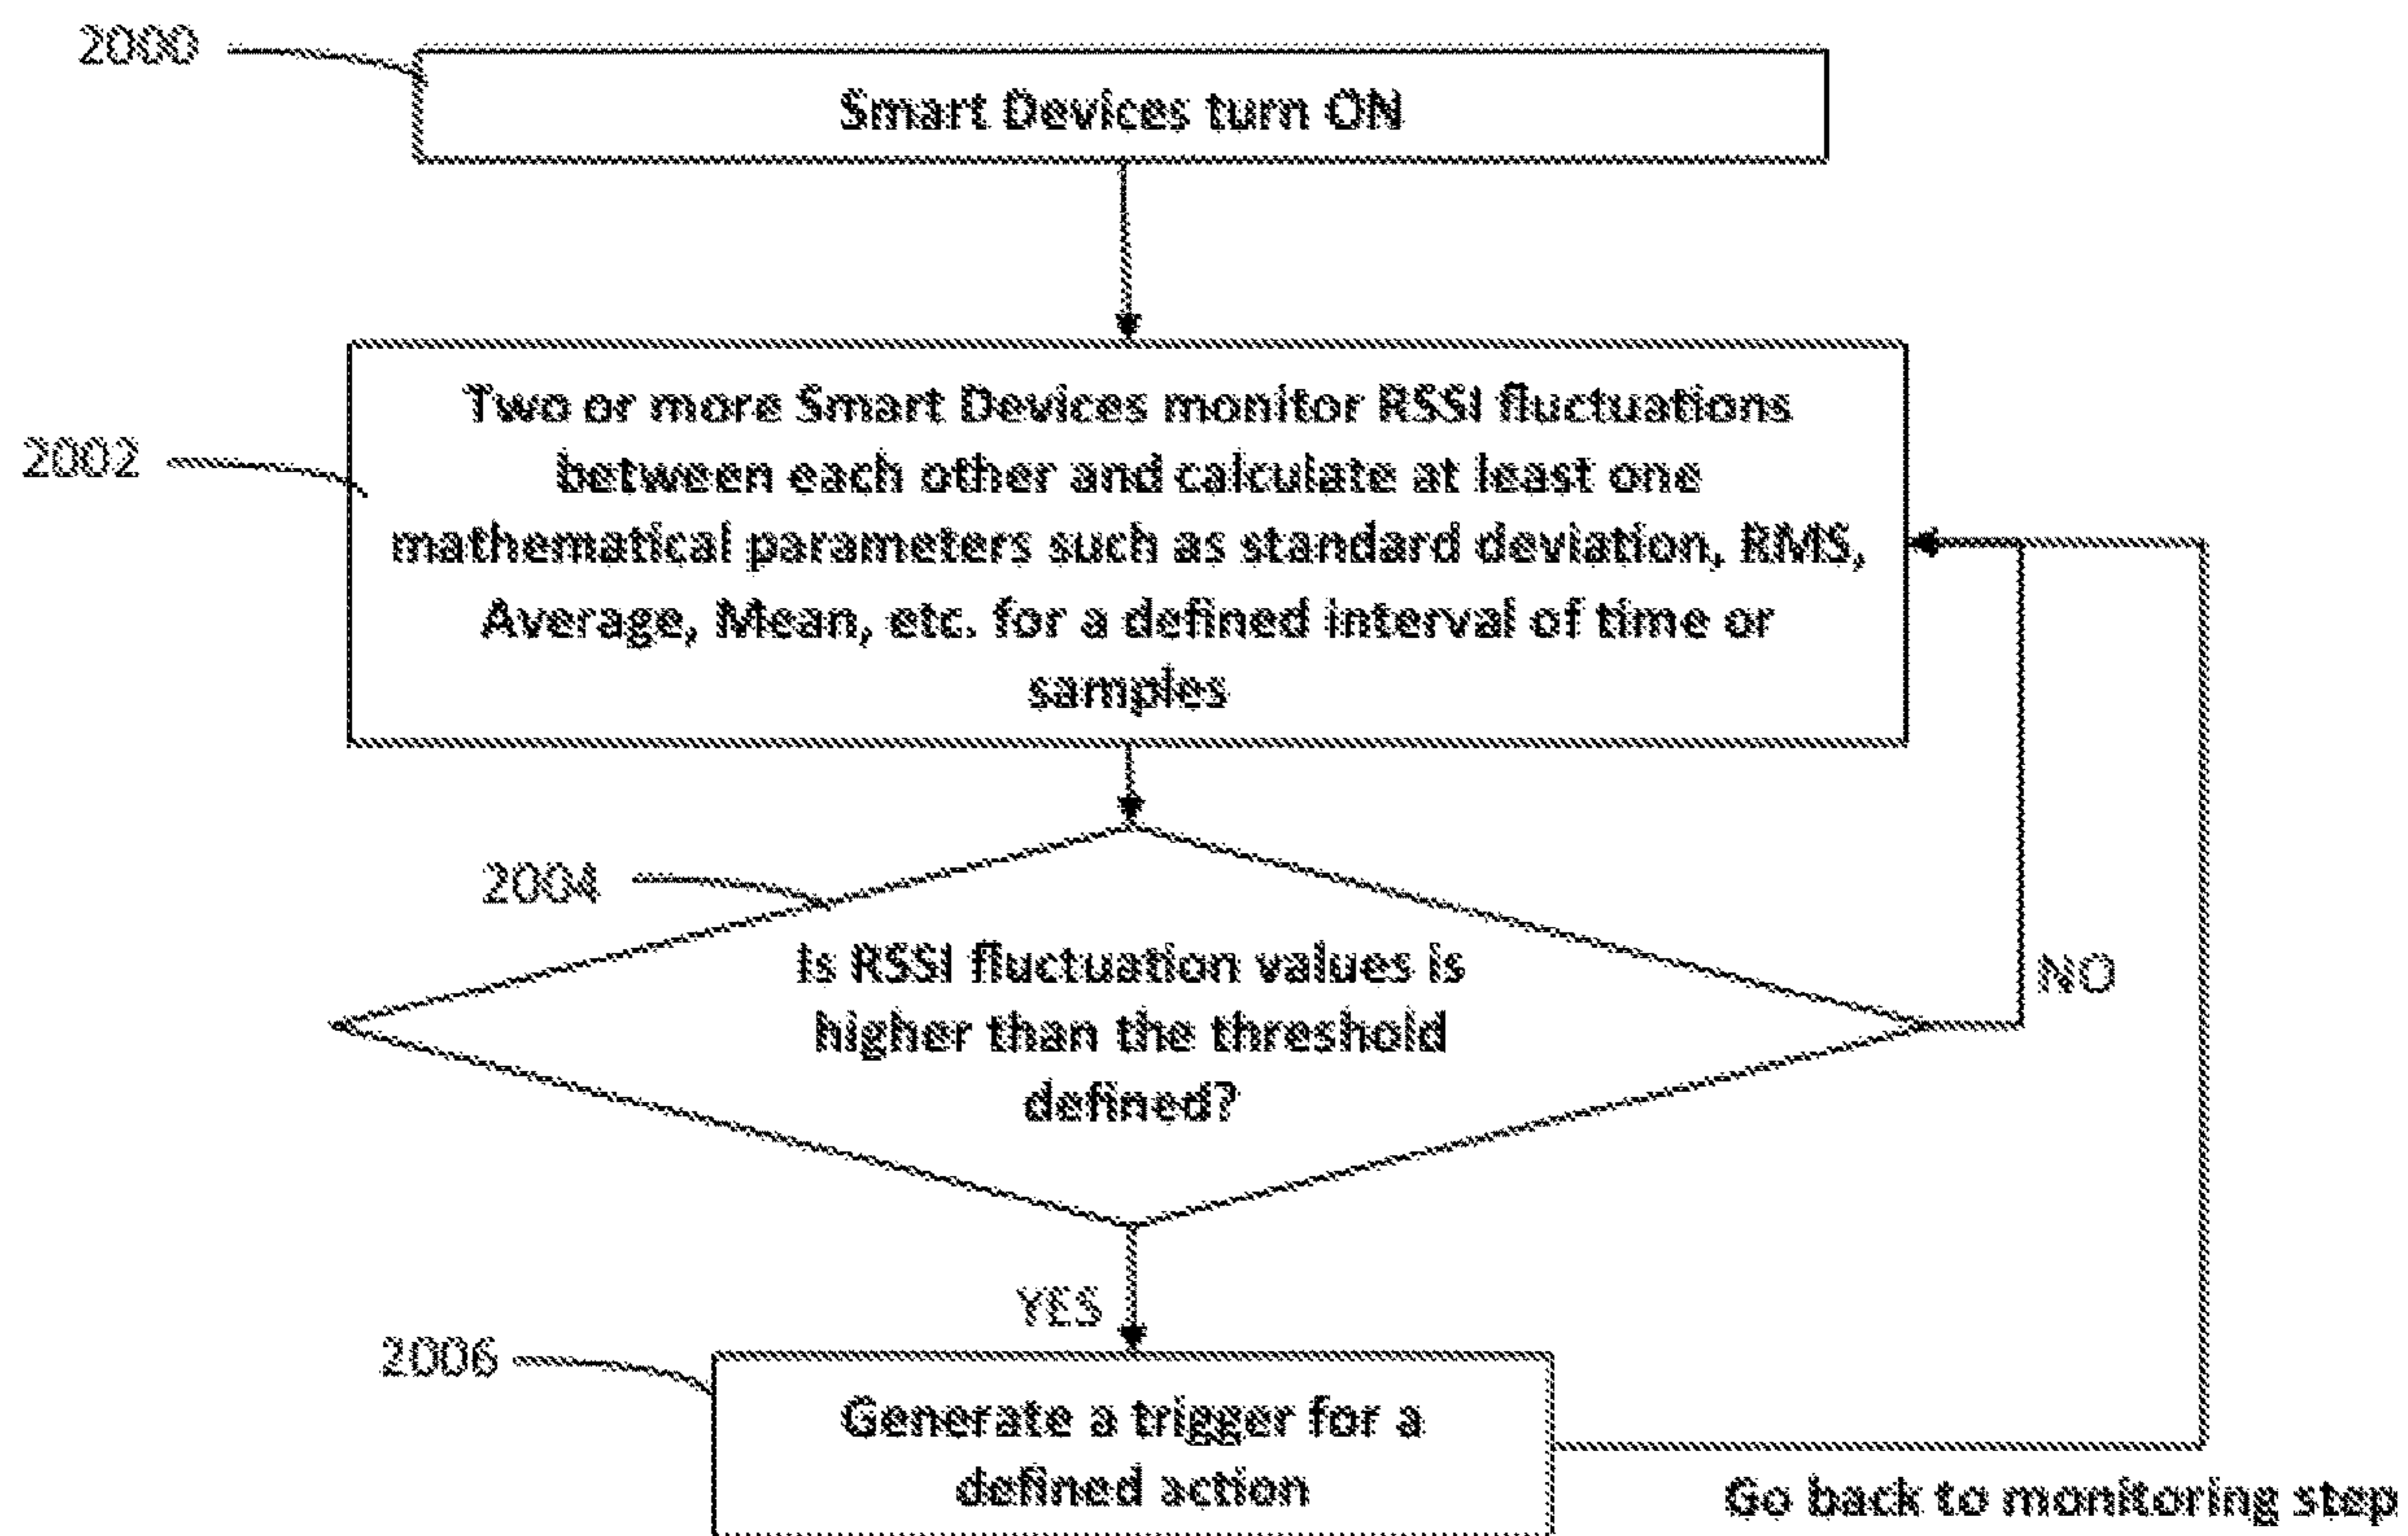 2000
Smart Devices turn ON
2002
Two or more Smart Devices monitor RSSI fluctuations
between each other and calculate at least one
mathematical parameters such as standard deviation, RMS,
Average, Mean, etc. for a defined interval of time or
samples
2004
Is RSSI fluctuation values is
higher than the threshold
defined?
NO
YES
2006
Generate a trigger for a
defined action
Go back to monitoring step